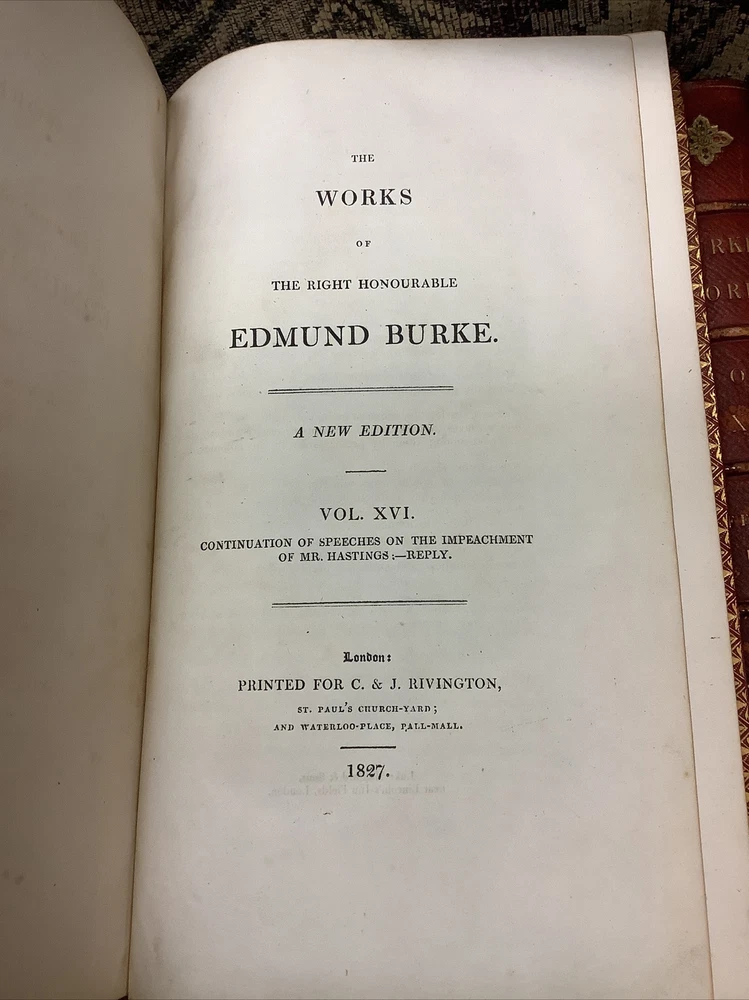 THE
WORKS
OF
THE RIGHT HONOURABLE
EDMUND BURKE.
A NEW EDITION.
VOL. XVI.
CONTINUATION OF SPEECHES ON THE IMPEACHMENT
OF MR. HASTINGS;—REPLY.
London:
PRINTED FOR C. & J. RIVINGTON,
ST. PAUL'S CHURCH-YARD;
AND WATERLOO-PLACE, PALL-MALL.
1827.